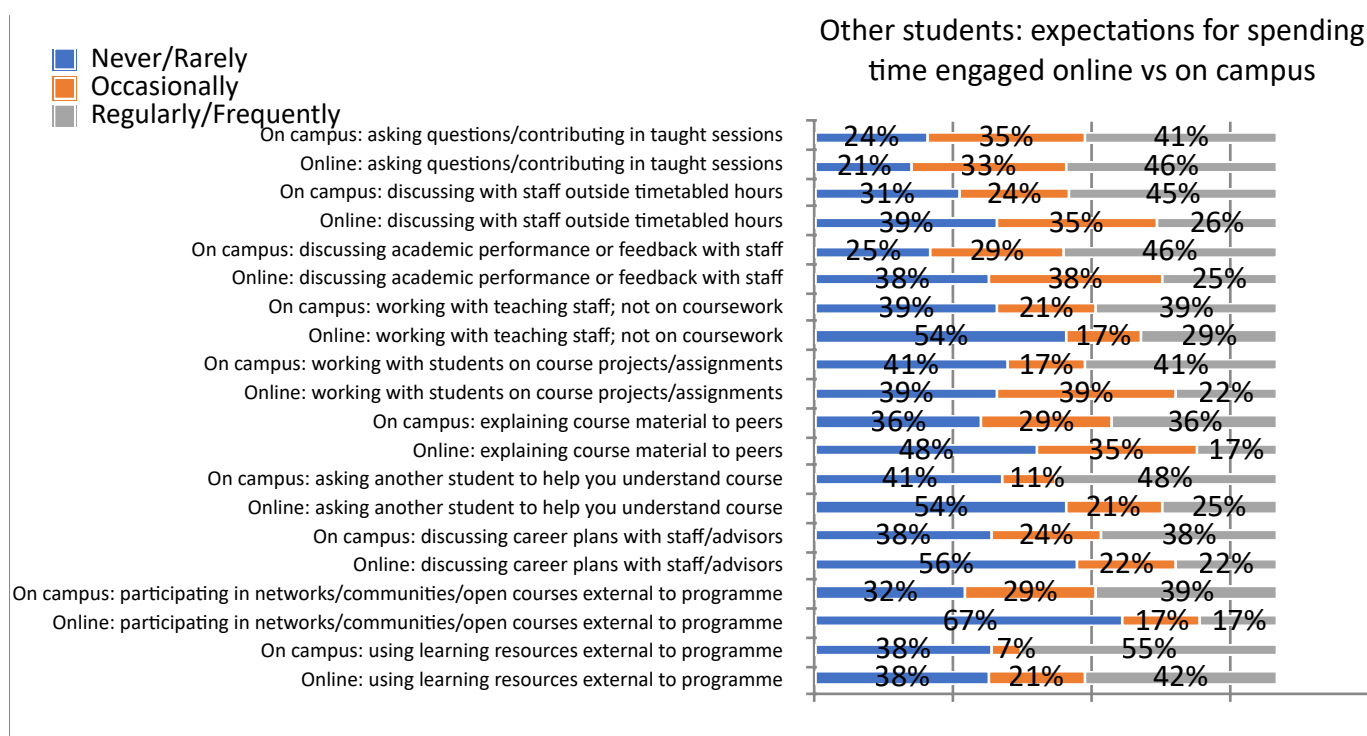 Other students: expectations for spending
time engaged online vs on campus
Never/Rarely
Occasionally
Regularly/Frequently
On campus: asking questions/contributing in taught sessions 24% 35% 41%
Online: asking questions/contributing in taught sessions 21% 33% 46%
On campus: discussing with staff outside timetabled hours 31% 24% 45%
Online: discussing with staff outside timetabled hours 39% 35% 26%
On campus: discussing academic performance or feedback with staff 25% 29% 46%
Online: discussing academic performance or feedback with staff 38% 38% 25%
On campus: working with teaching staff; not on coursework 39% 21% 39%
Online: working with teaching staff; not on coursework 54% 17% 29%
On campus: working with students on course projects/assignments 41% 17% 41%
Online: working with students on course projects/assignments 39% 39% 22%
On campus: explaining course material to peers 36% 29% 36%
Online: explaining course material to peers 48% 35% 17%
On campus: asking another student to help you understand course 41% 11% 48%
Online: asking another student to help you understand course 54% 21% 25%
On campus: discussing career plans with staff/advisors 38% 24% 38%
Online: discussing career plans with staff/advisors 56% 22% 22%
On campus: participating in networks/communities/open courses external to programme 32% 29% 39%
Online: participating in networks/communities/open courses external to programme 67% 17% 17%
On campus: using learning resources external to programme 38% 7% 55%
Online: using learning resources external to programme 38% 21% 42%